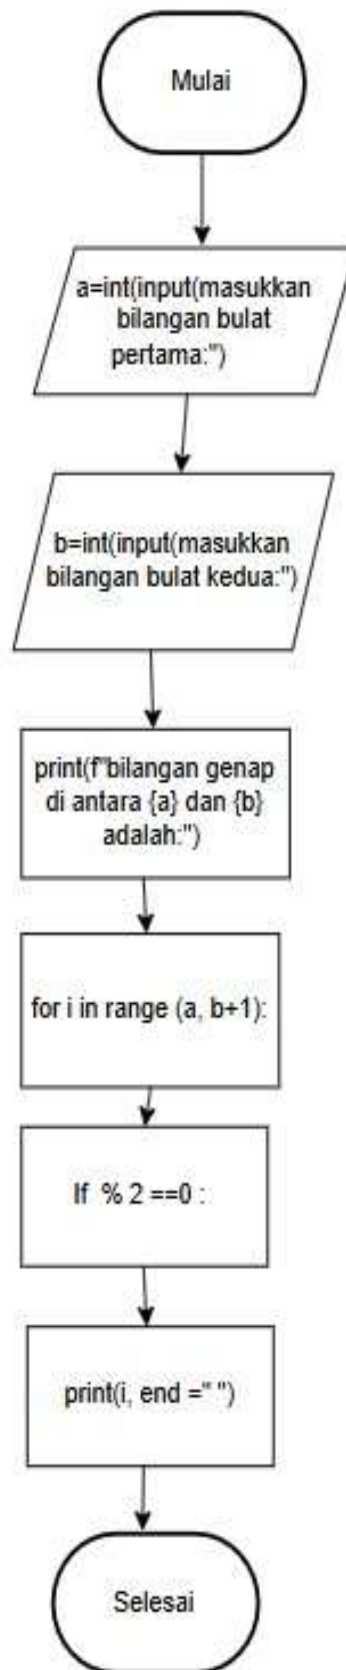 Mulai
a=int(input(masukkan
bilangan bulat
pertama:")
b=int(input(masukkan
bilangan bulat kedua:")
print(f"bilangan genap
di antara {a} dan {b}
adalah:")
for i in range (a, b+1):
If % 2 ==0 :
print(i, end =" ")
Selesai